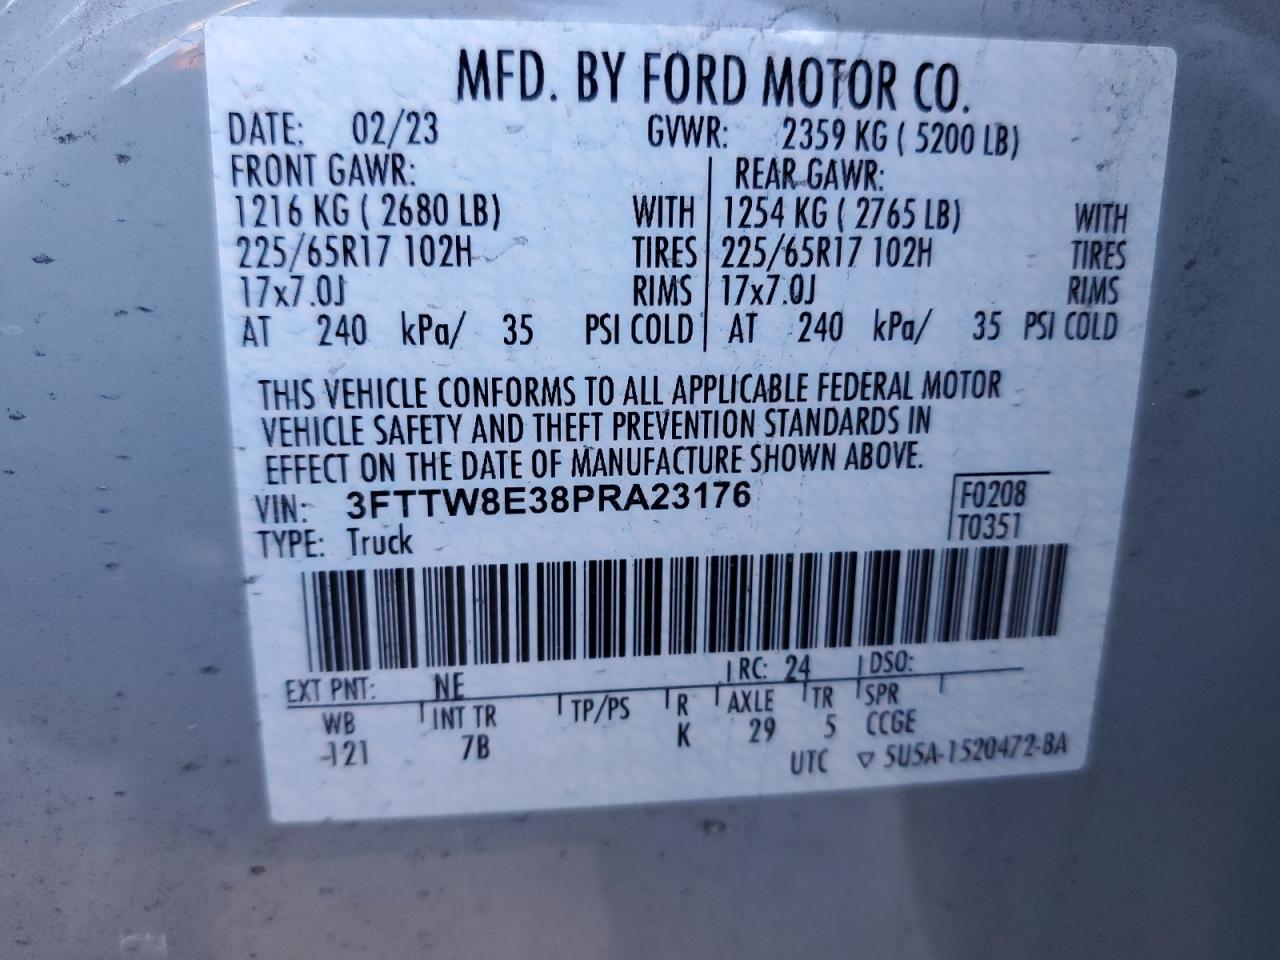 MFD. BY FORD MOTOR CO.
DATE: 02/23 GVWR: 2359 KG ( 5200 LB)
FRONT GAWR: REAR GAWR:
1216 KG ( 2680 LB) WITH 1254 KG ( 2765 LB) WITH
225/65R17 102H TIRES 225/65R17 102H TIRES
17x7.0J RIMS 17x7.0J RIMS
AT 240 kPa/ 35 PSI COLD AT 240 kPa/ 35 PSI COLD
THIS VEHICLE CONFORMS TO ALL APPLICABLE FEDERAL MOTOR
VEHICLE SAFETY AND THEFT PREVENTION STANDARDS IN
EFFECT ON THE DATE OF MANUFACTURE SHOWN ABOVE.
VIN: 3FTTW8E38PRA23176 F0208
TYPE: Truck T0351
EXT PNT: NE RC: 24 DSO:
WB INT TR TP/PS R AXLE TR SPR
-121 7B K 29 5 CCGE
UTC ▽ 5U5A-1520472-BA